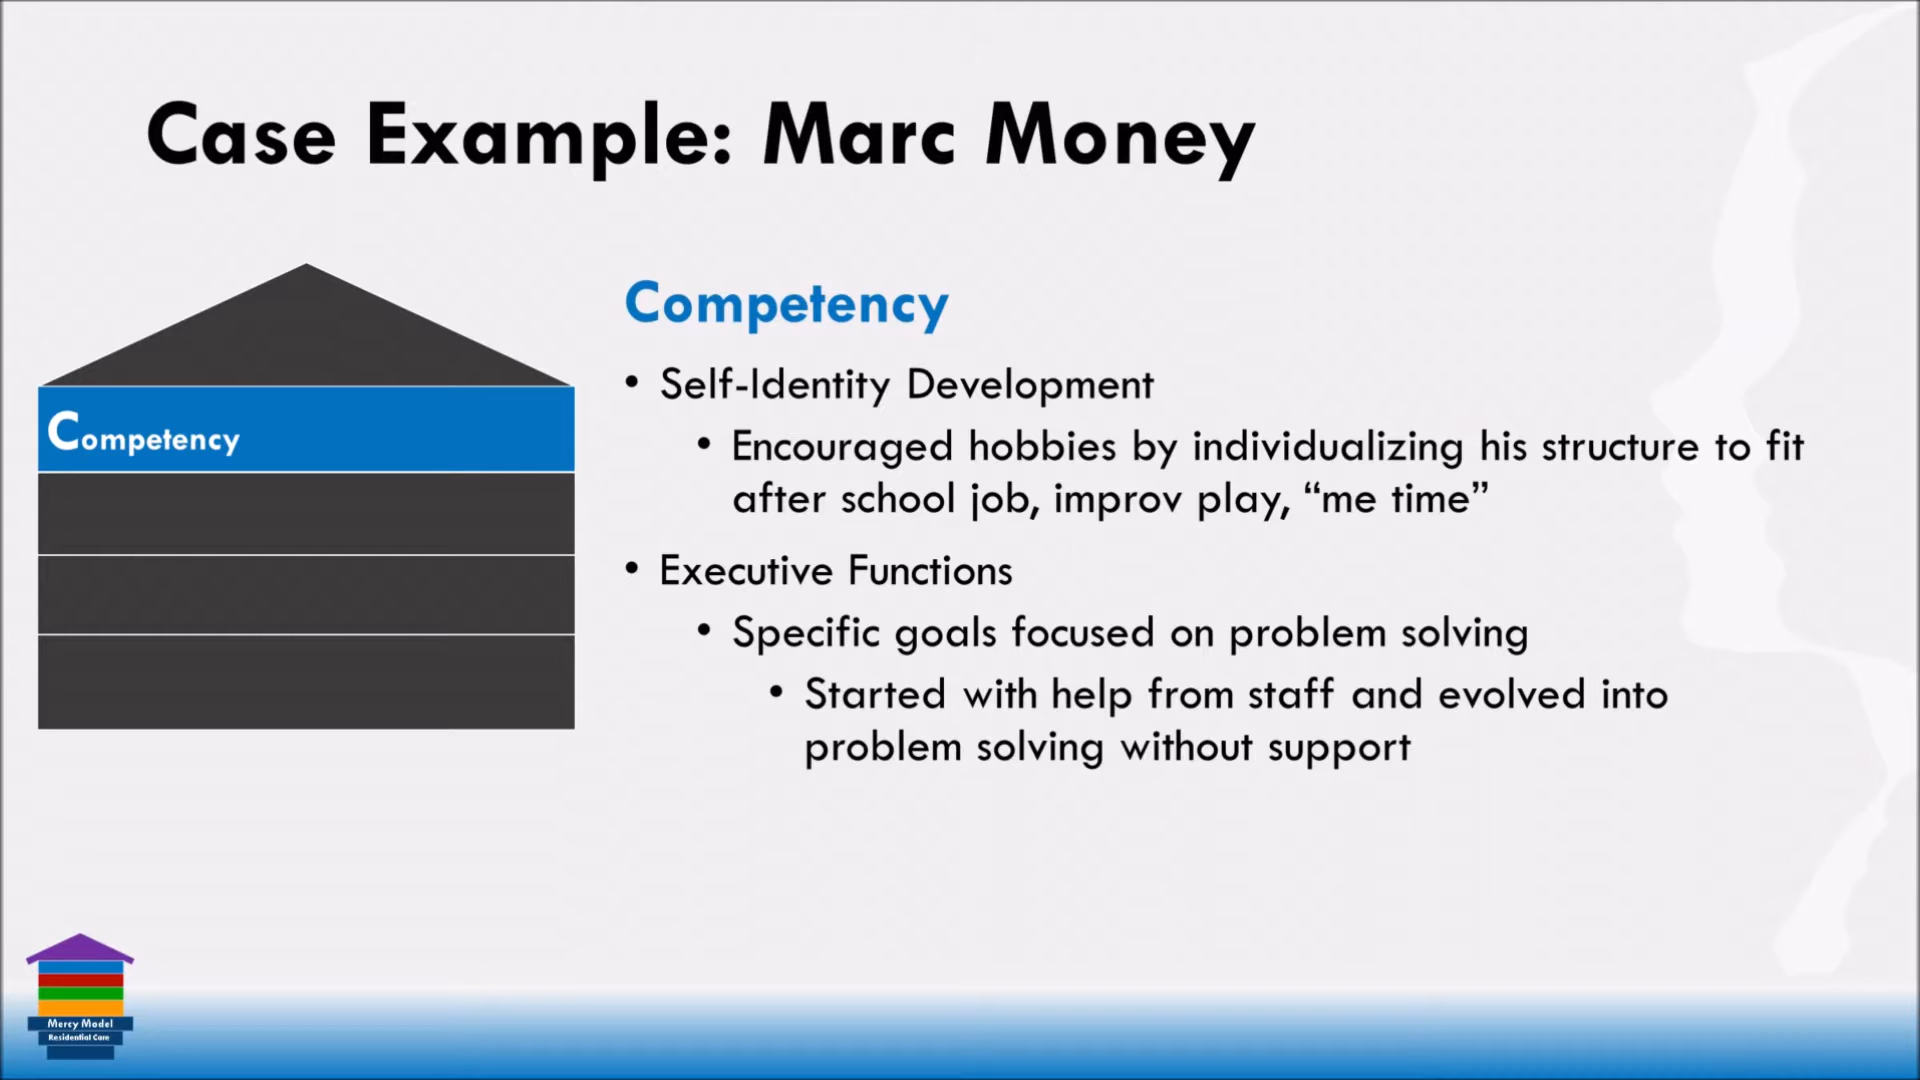 Case Example: Marc Money
Competency
Competency
• Self-Identity Development
• Encouraged hobbies by individualizing his structure to fit
after school job, improv play, “me time”
• Executive Functions
• Specific goals focused on problem solving
• Started with help from staff and evolved into
problem solving without support
Mercy Model
Residential Care